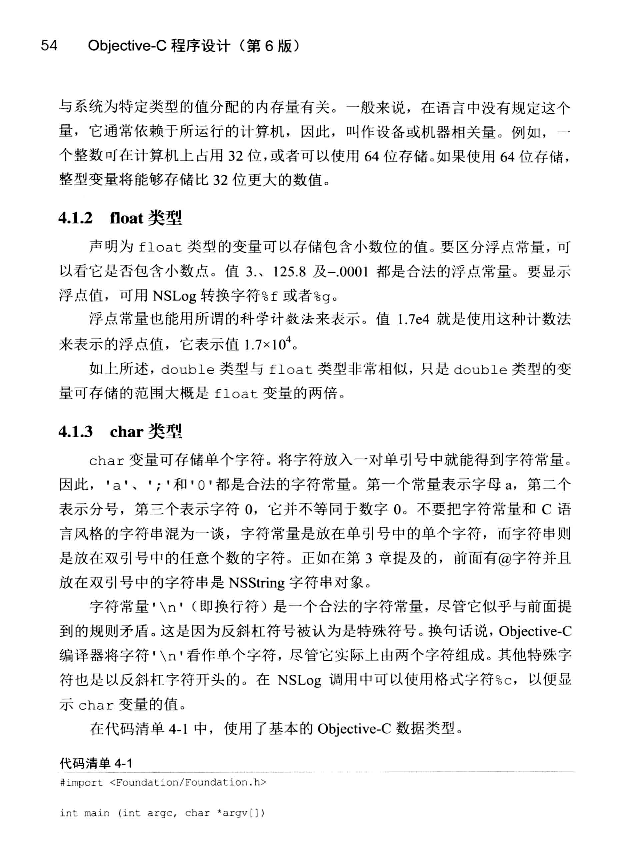 54 Objective-C 程序设计（第 6 版）
与系统为特定类型的值分配的内存量有关。一般来说，在语言中没有规定这个
量，它通常依赖于所运行的计算机，因此，叫作设备或机器相关量。例如，一
个整数可在计算机上占用 32 位，或者可以使用 64 位存储。如果使用 64 位存储，
整型变量将能够存储比 32 位更大的数值。
4.1.2 float 类型
声明为 float 类型的变量可以存储包含小数位的值。要区分浮点常量，可
以看它是否包含小数点。值 3.、125.8 及–.0001 都是合法的浮点常量。要显示
浮点值，可用 NSLog 转换字符%f 或者%g。
浮点常量也能用所谓的科学计数法来表示。值 1.7e4 就是使用这种计数法
来表示的浮点值，它表示值 1.7×10⁴。
如上所述，double 类型与 float 类型非常相似，只是 double 类型的变
量可存储的范围大概是 float 变量的两倍。
4.1.3 char 类型
char 变量可存储单个字符。将字符放入一对单引号中就能得到字符常量。
因此，'a'、';'和'0'都是合法的字符常量。第一个常量表示字母 a，第二个
表示分号，第三个表示字符 0，它并不等同于数字 0。不要把字符常量和 C 语
言风格的字符串混为一谈，字符常量是放在单引号中的单个字符，而字符串则
是放在双引号中的任意个数的字符。正如在第 3 章提及的，前面有@字符并且
放在双引号中的字符串是 NSString 字符串对象。
字符常量'\n'（即换行符）是一个合法的字符常量，尽管它似乎与前面提
到的规则矛盾。这是因为反斜杠符号被认为是特殊符号。换句话说，Objective-C
编译器将字符'\n'看作单个字符，尽管它实际上由两个字符组成。其他特殊字
符也是以反斜杠字符开头的。在 NSLog 调用中可以使用格式字符%c，以便显
示 char 变量的值。
在代码清单 4-1 中，使用了基本的 Objective-C 数据类型。
代码清单 4-1
#import <Foundation/Foundation.h>
int main (int argc, char *argv[])